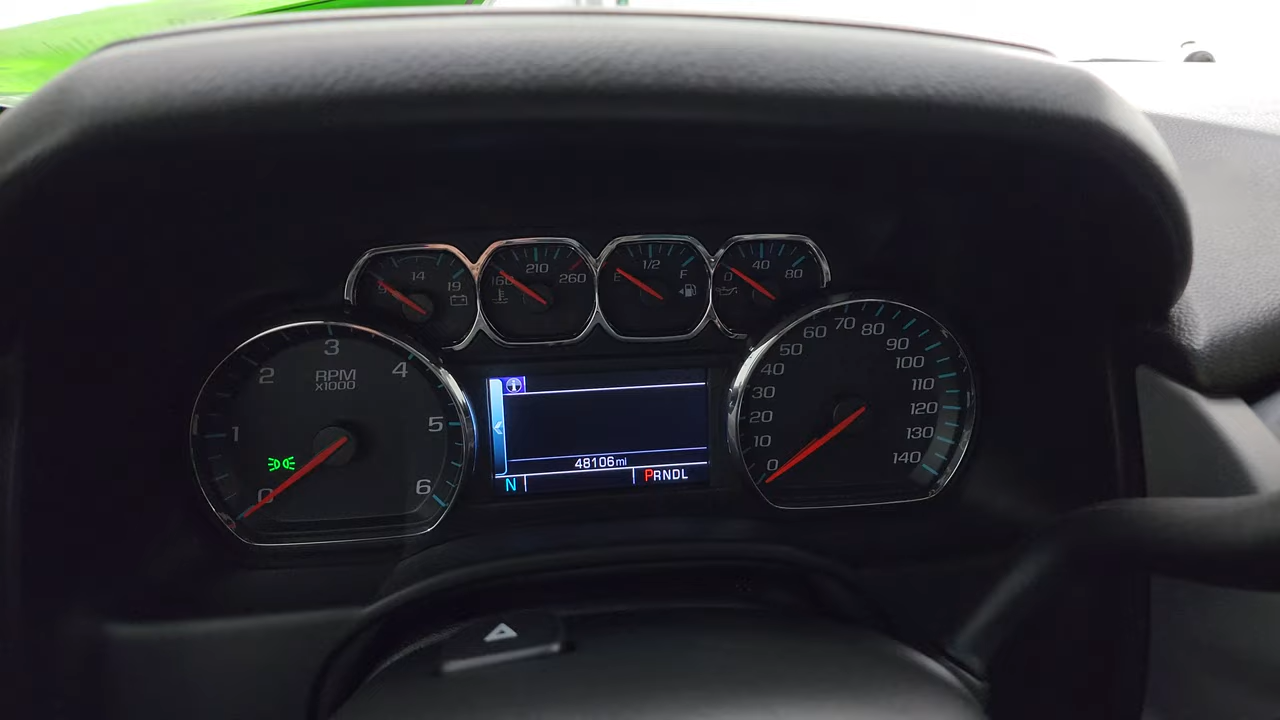 9 14 19
160 210 260
E 1/2 F
0 40 80
0 1 2 3 4 5 6
RPM
x1000
0 10 20 30 40 50 60 70 80 90 100 110 120 130 140
i
48106 mi
N PRNDL